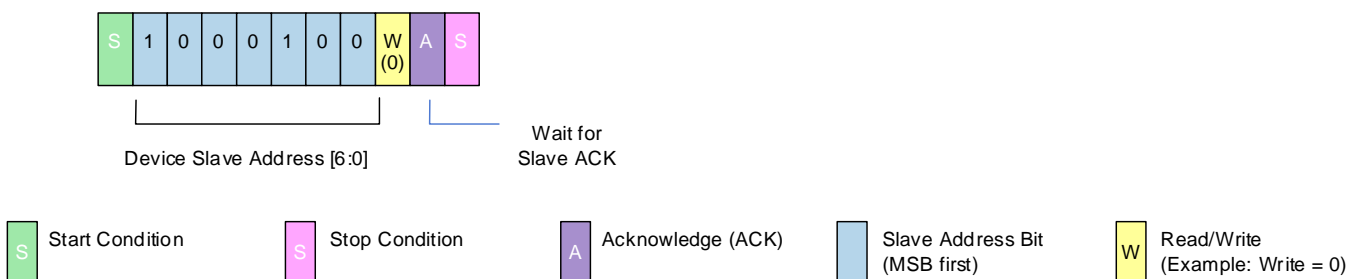 S 1 0 0 0 1 0 0 W (0) A S
Wait for
Slave ACK
Device Slave Address [6:0]
S Start Condition
S Stop Condition
A Acknowledge (ACK)
Slave Address Bit
(MSB first)
W Read/Write
(Example: Write = 0)